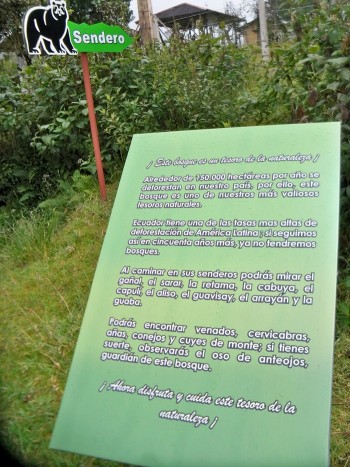 Sendero
¡ Este bosque es un tesoro de la naturaleza ¡
Alrededor de 150.000 hectáreas por año se
deforestan en nuestro país, por ello, este
bosque es uno de nuestros más valiosos
tesoros naturales.
Ecuador tiene una de las tasas mas altas de
deforestación de América Latina; si seguimos
así en cincuenta años más, ya no tendremos
bosques.
Al caminar en sus senderos podrás mirar el
gañal, el sarar, la retama, la cabuya, el
capulí, el aliso, el guavisay, el arrayán y la
guaba.
Podrás encontrar venados, cervicabras,
añas, conejos y cuyes de monte; si tienes
suerte, observarás el oso de anteojos,
guardián de este bosque.
¡ Ahora disfruta y cuida este tesoro de la
naturaleza ¡